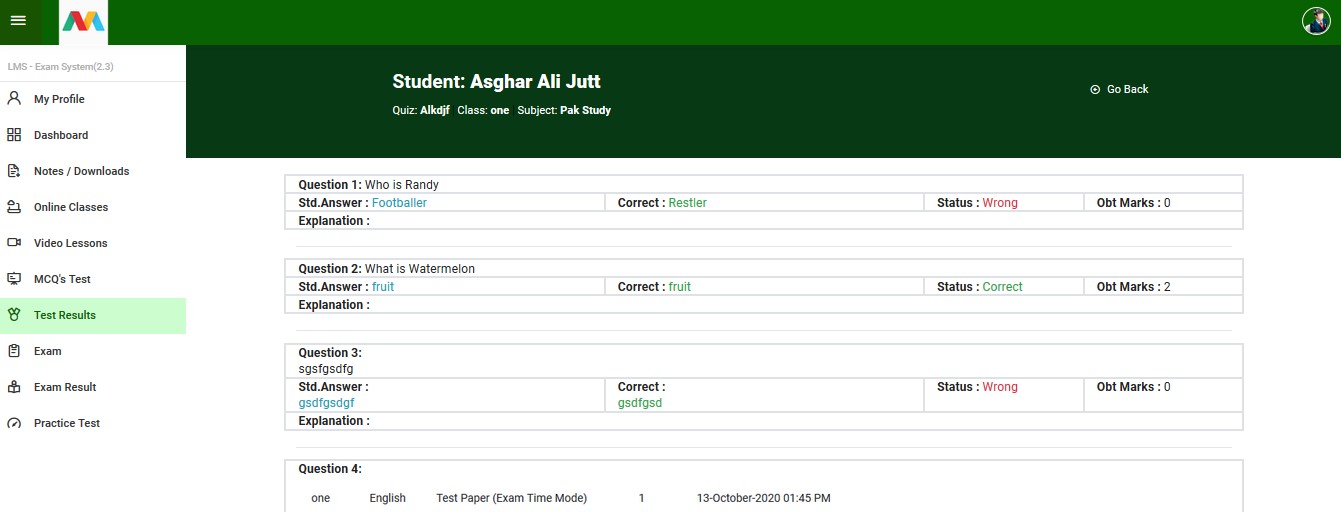 LMS - Exam System(2.3)
My Profile
Dashboard
Notes / Downloads
Online Classes
Video Lessons
MCQ's Test
Test Results
Exam
Exam Result
Practice Test
Student: Asghar Ali Jutt
Go Back
Quiz: Alkdjf Class: one Subject: Pak Study
Question 1: Who is Randy
Std.Answer : Footballer Correct : Restler Status : Wrong Obt Marks : 0
Explanation :
Question 2: What is Watermelon
Std.Answer : fruit Correct : fruit Status : Correct Obt Marks : 2
Explanation :
Question 3:
sgsfgsdfg
Std.Answer : Correct : Status : Wrong Obt Marks : 0
gsdfgsdgf gsdfgsd
Explanation :
Question 4:
one English Test Paper (Exam Time Mode) 1 13-October-2020 01:45 PM